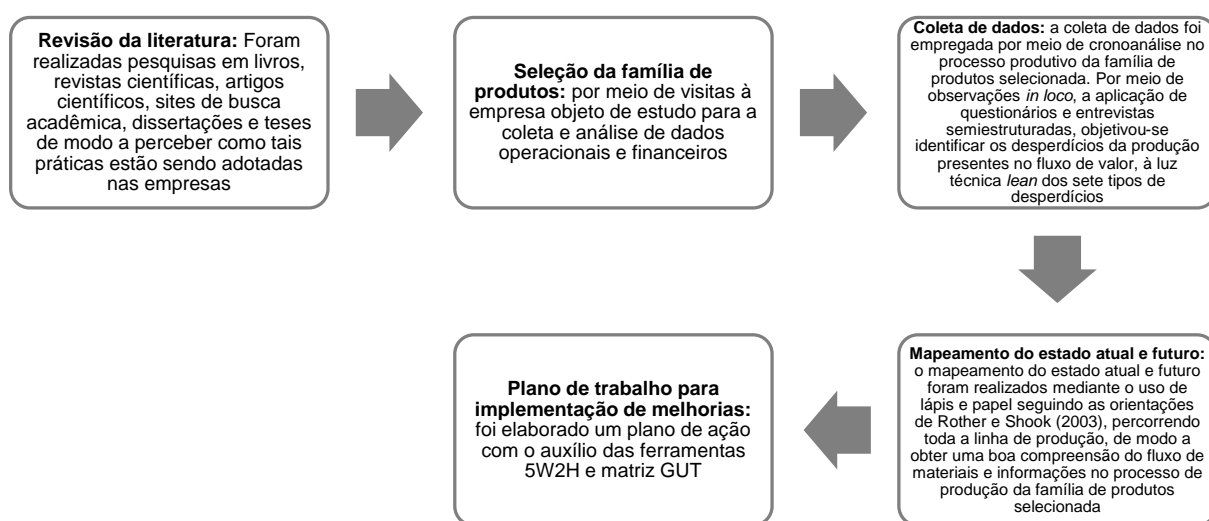 Revisão da literatura: Foram
realizadas pesquisas em livros,
revistas científicas, artigos
científicos, sites de busca
acadêmica, dissertações e teses
de modo a perceber como tais
práticas estão sendo adotadas
nas empresas
Seleção da família de
produtos: por meio de visitas à
empresa objeto de estudo para a
coleta e análise de dados
operacionais e financeiros
Coleta de dados: a coleta de dados foi
empregada por meio de cronoanálise no
processo produtivo da família de
produtos selecionada. Por meio de
observações in loco, a aplicação de
questionários e entrevistas
semiestruturadas, objetivou-se
identificar os desperdícios da produção
presentes no fluxo de valor, à luz
técnica lean dos sete tipos de
desperdícios
Mapeamento do estado atual e futuro:
o mapeamento do estado atual e futuro
foram realizados mediante o uso de
lápis e papel seguindo as orientações
de Rother e Shook (2003), percorrendo
toda a linha de produção, de modo a
obter uma boa compreensão do fluxo de
materiais e informações no processo de
produção da família de produtos
selecionada
Plano de trabalho para
implementação de melhorias:
foi elaborado um plano de ação
com o auxílio das ferramentas
5W2H e matriz GUT